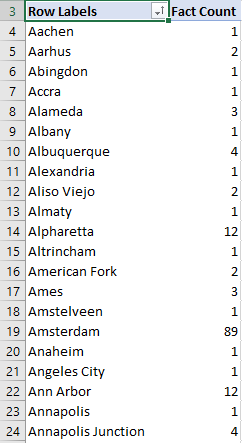 3 Row Labels Fact Count
4 Aachen 1
5 Aarhus 2
6 Abingdon 1
7 Accra 1
8 Alameda 3
9 Albany 1
10 Albuquerque 4
11 Alexandria 1
12 Aliso Viejo 2
13 Almaty 1
14 Alpharetta 12
15 Altrincham 1
16 American Fork 2
17 Ames 3
18 Amstelveen 1
19 Amsterdam 89
20 Anaheim 1
21 Angeles City 1
22 Ann Arbor 12
23 Annapolis 1
24 Annapolis Junction 4